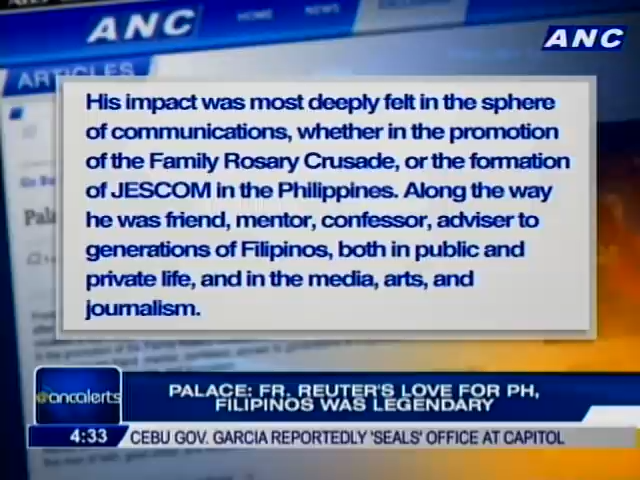 ANC
HOME
NEWS
ANC
ARTICLES
His impact was most deeply felt in the sphere
of communications, whether in the promotion
of the Family Rosary Crusade, or the formation
of JESCOM in the Philippines. Along the way
he was friend, mentor, confessor, adviser to
generations of Filipinos, both in public and
private life, and in the media, arts, and
journalism.
@ancalerts
PALACE: FR. REUTER'S LOVE FOR PH,
FILIPINOS WAS LEGENDARY
4:33
CEBU GOV. GARCIA REPORTEDLY 'SEALS' OFFICE AT CAPITOL